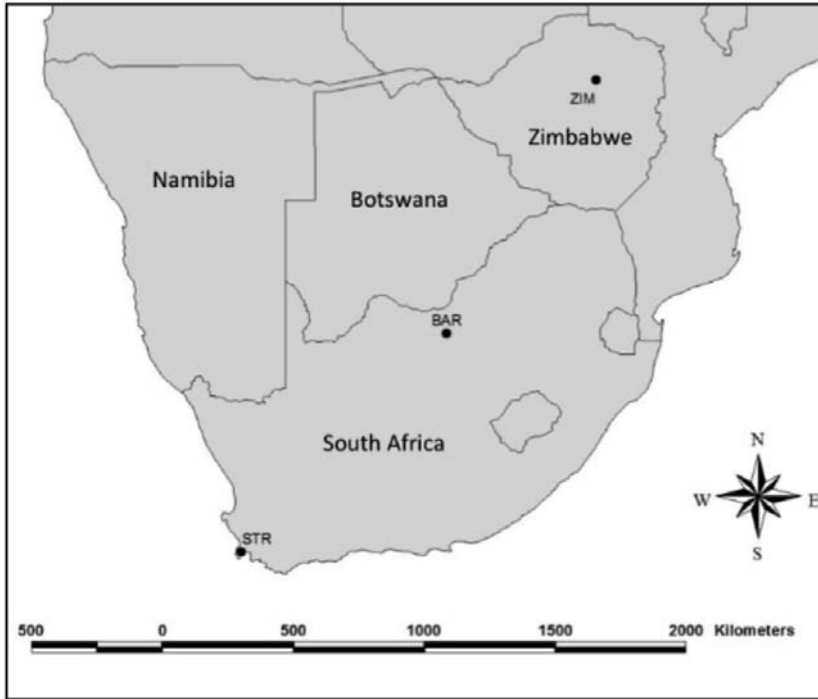 ZIM
Zimbabwe
Namibia
Botswana
BAR
South Africa
N
W E
S
STR
500 0 500 1000 1500 2000 Kilometers